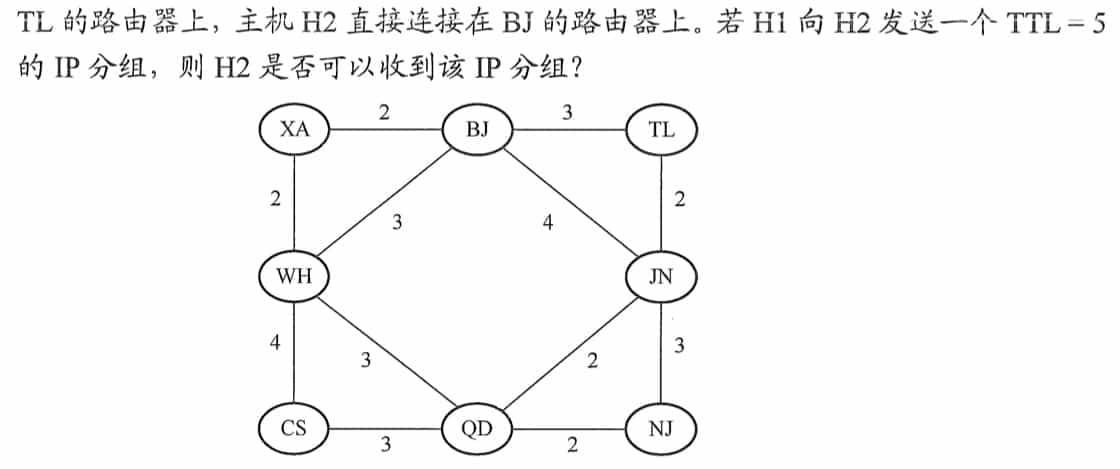 TL 的路由器上，主机 H2 直接连接在 BJ 的路由器上。若 H1 向 H2 发送一个 TTL = 5
的 IP 分组，则 H2 是否可以收到该 IP 分组？
2 3
XA BJ TL
2 2
3 4
WH JN
4 3
3 2
CS QD NJ
3 2